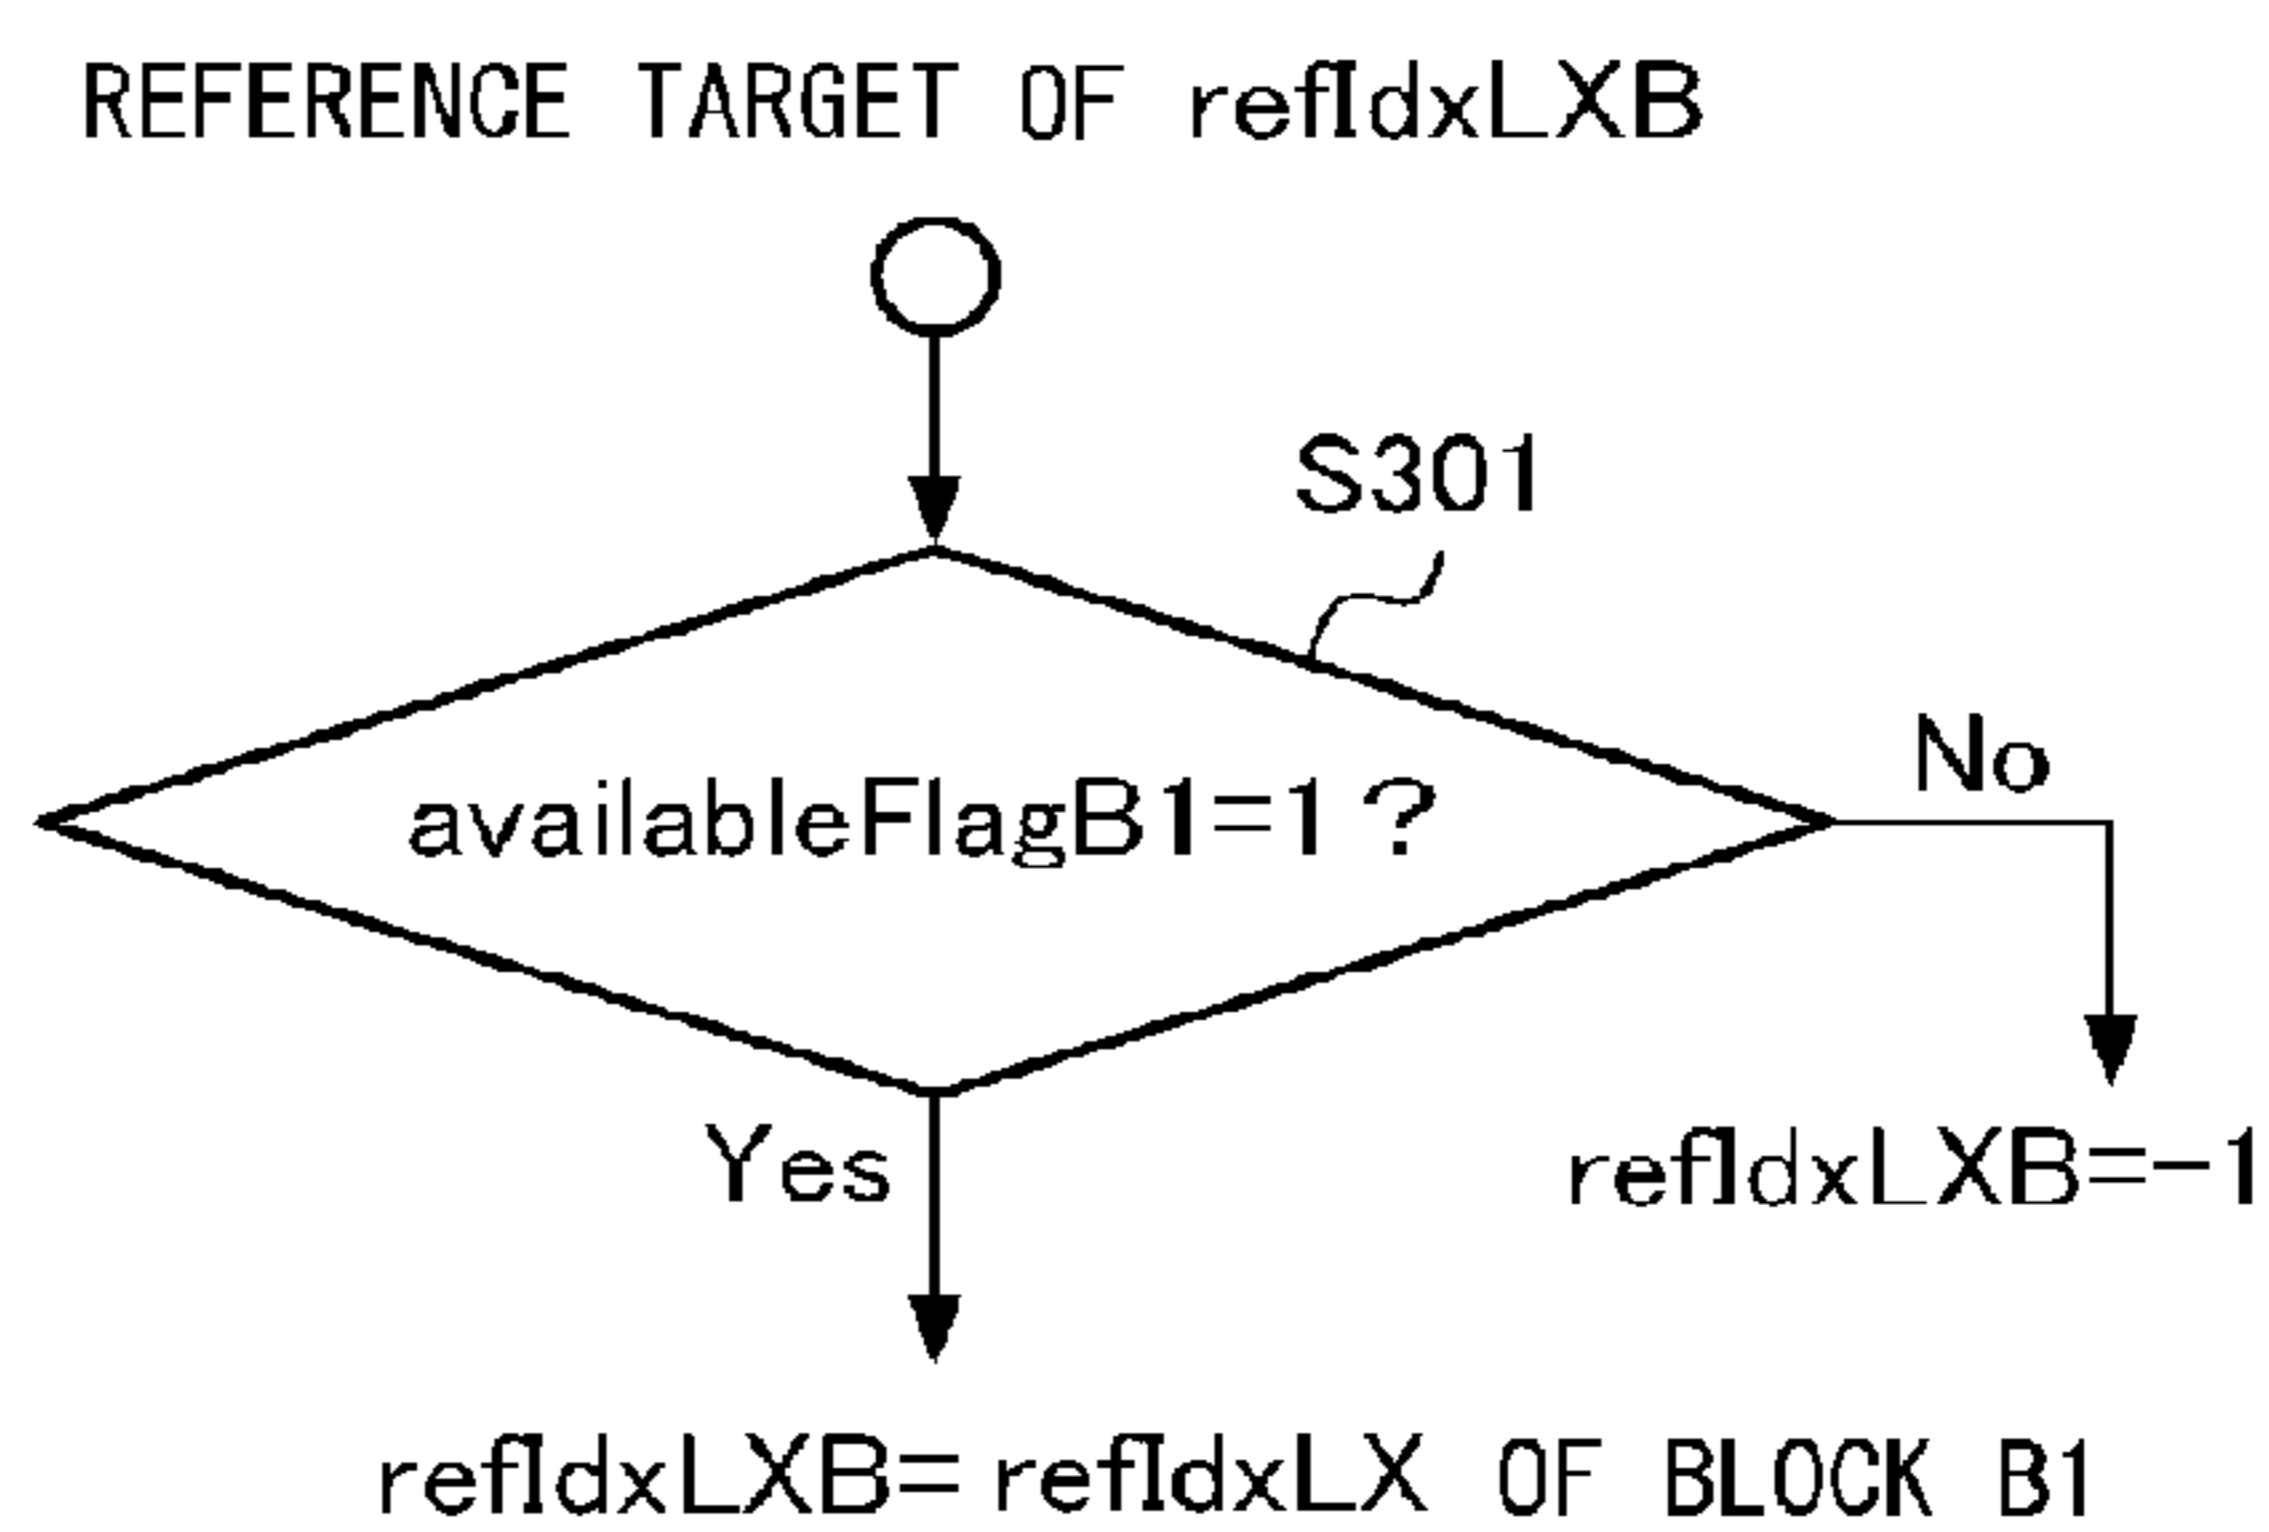 REFERENCE TARGET OF refIdxLXB
S301
availableFlagB1=1?
No
Yes
refIdxLXB=-1
refIdxLXB= refIdxLX OF BLOCK B1